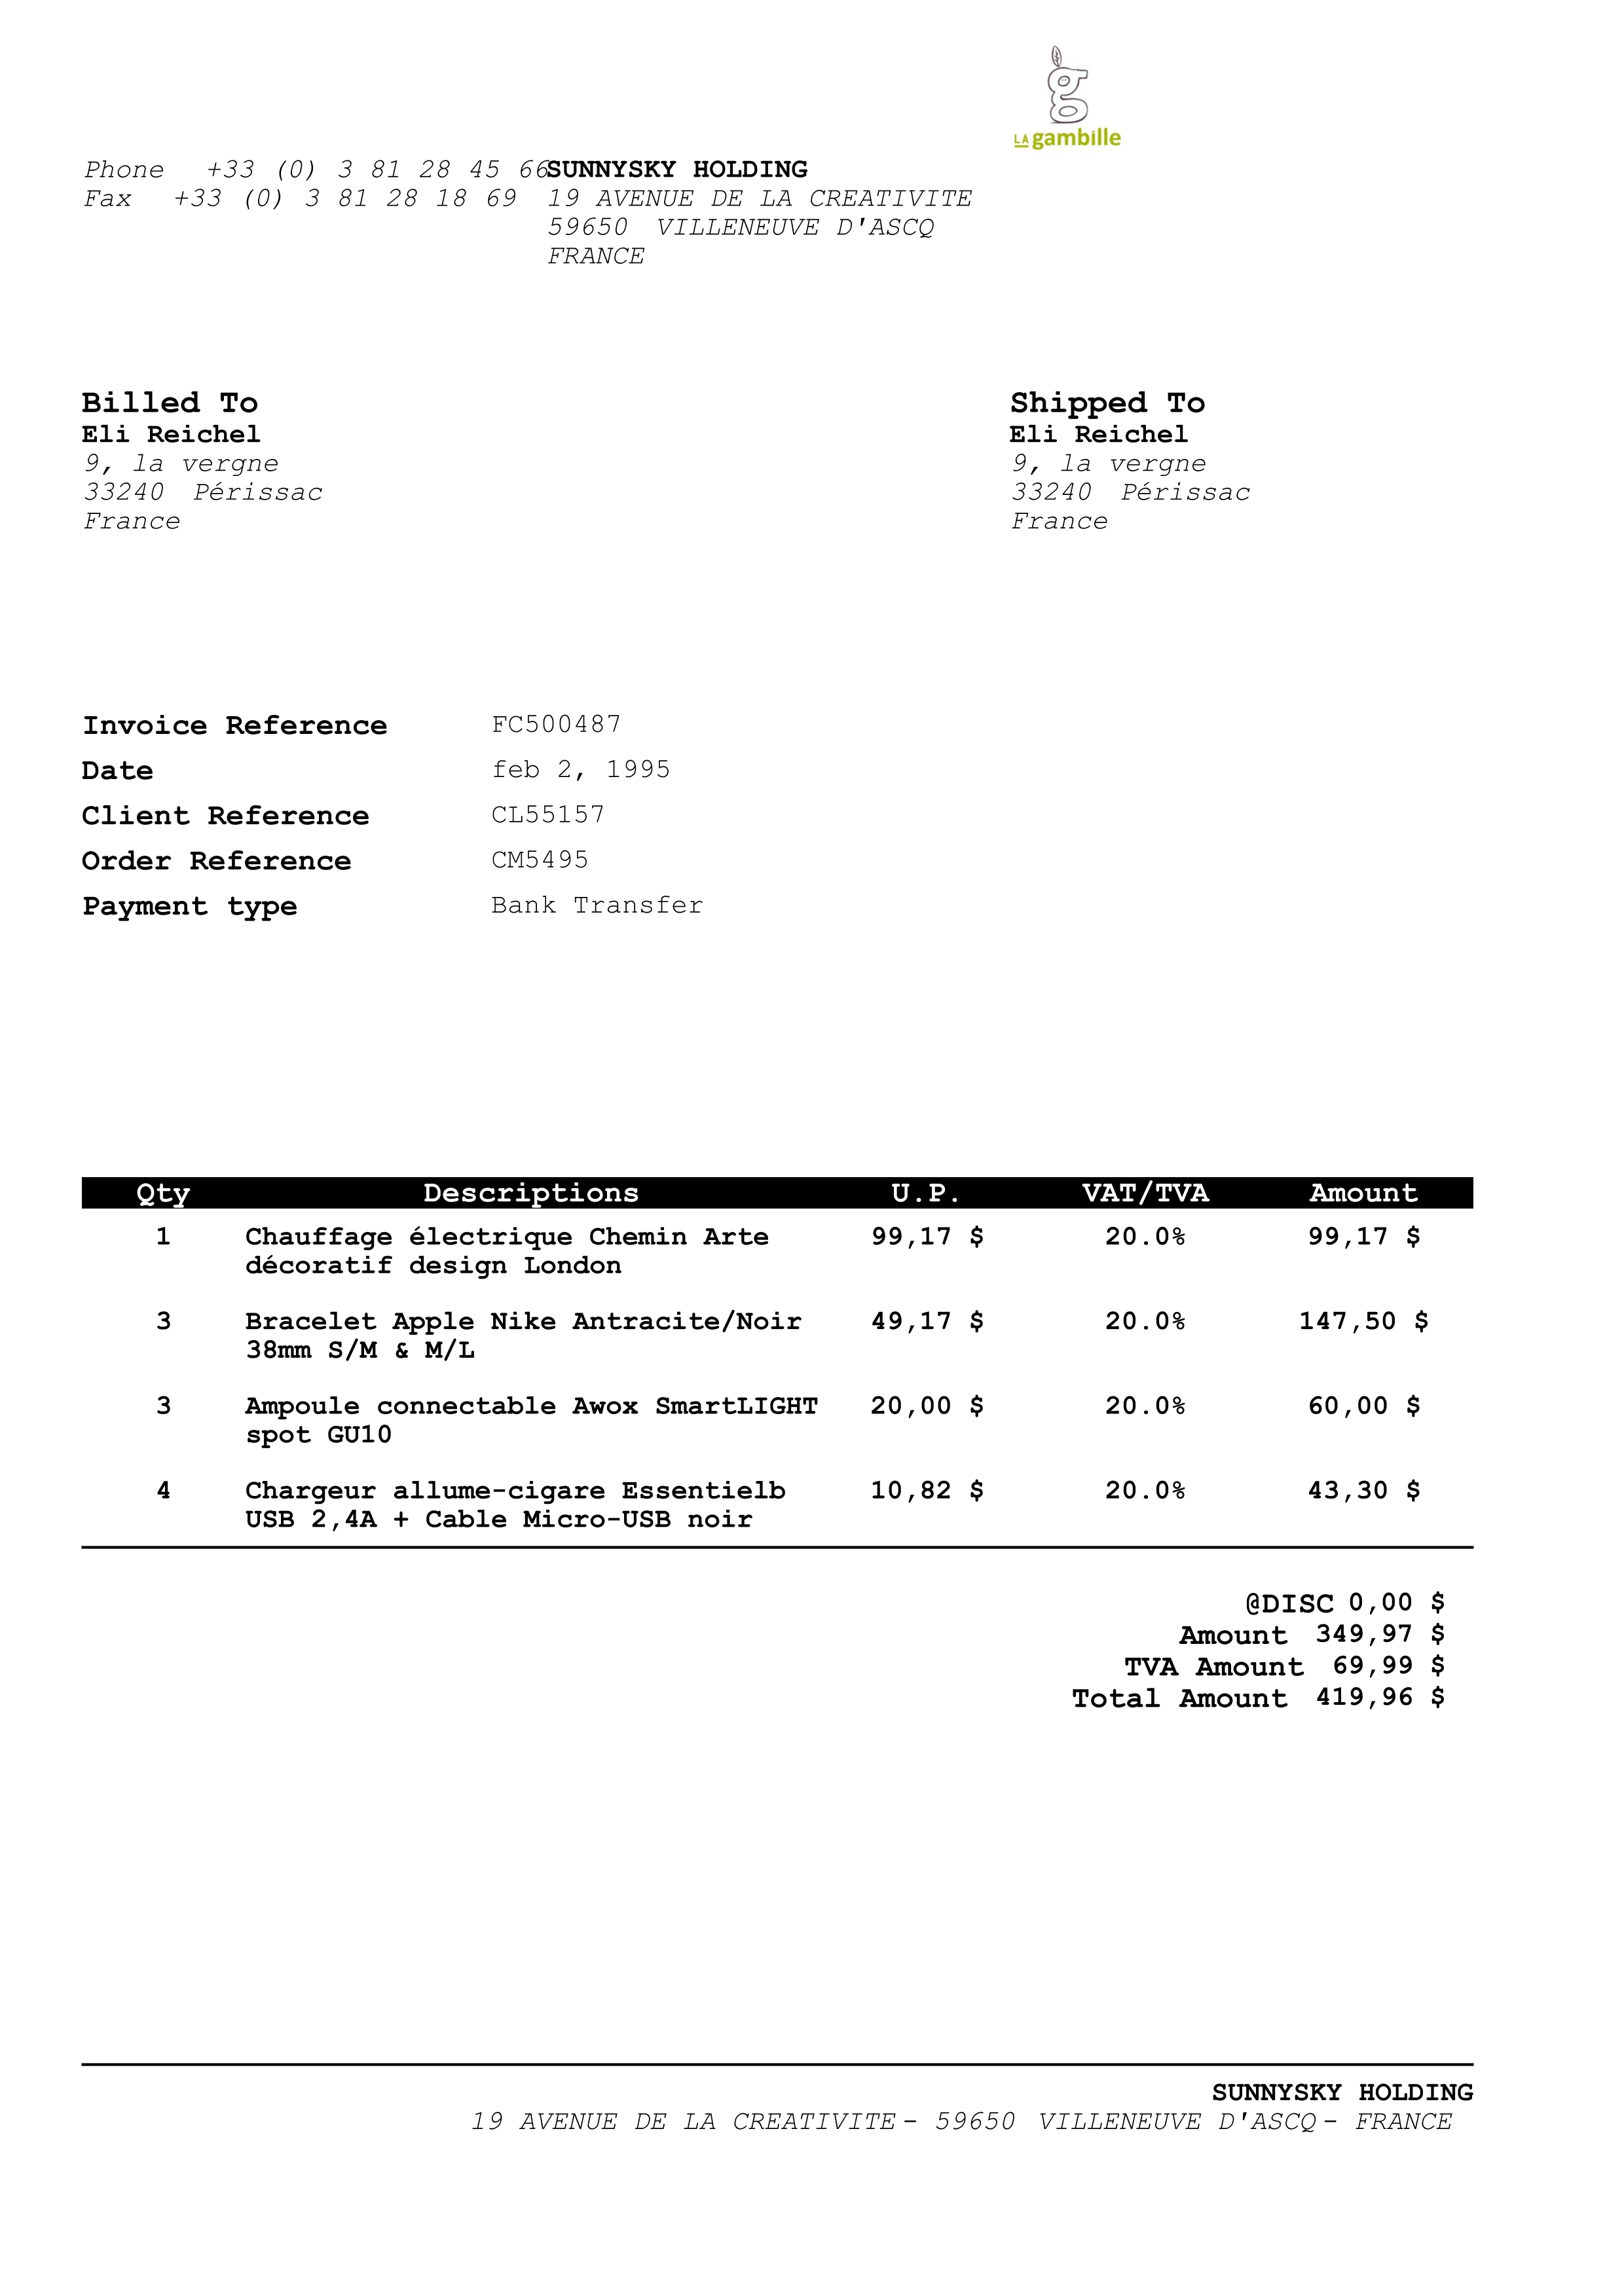 LA gambille
Phone +33 (0) 3 81 28 45 66
Fax +33 (0) 3 81 28 18 69
SUNNYSKY HOLDING
19 AVENUE DE LA CREATIVITE
59650 VILLENEUVE D'ASCQ
FRANCE
Billed To
Eli Reichel
9, la vergne
33240 Périssac
France
Shipped To
Eli Reichel
9, la vergne
33240 Périssac
France
Invoice Reference FC500487
Date feb 2, 1995
Client Reference CL55157
Order Reference CM5495
Payment type Bank Transfer
Qty Descriptions U.P. VAT/TVA Amount
1 Chauffage électrique Chemin Arte 99,17 $ 20.0% 99,17 $
décoratif design London
3 Bracelet Apple Nike Antracite/Noir 49,17 $ 20.0% 147,50 $
38mm S/M & M/L
3 Ampoule connectable Awox SmartLIGHT 20,00 $ 20.0% 60,00 $
spot GU10
4 Chargeur allume-cigare Essentielb 10,82 $ 20.0% 43,30 $
USB 2,4A + Cable Micro-USB noir
@DISC 0,00 $
Amount 349,97 $
TVA Amount 69,99 $
Total Amount 419,96 $
SUNNYSKY HOLDING
19 AVENUE DE LA CREATIVITE - 59650 VILLENEUVE D'ASCQ - FRANCE